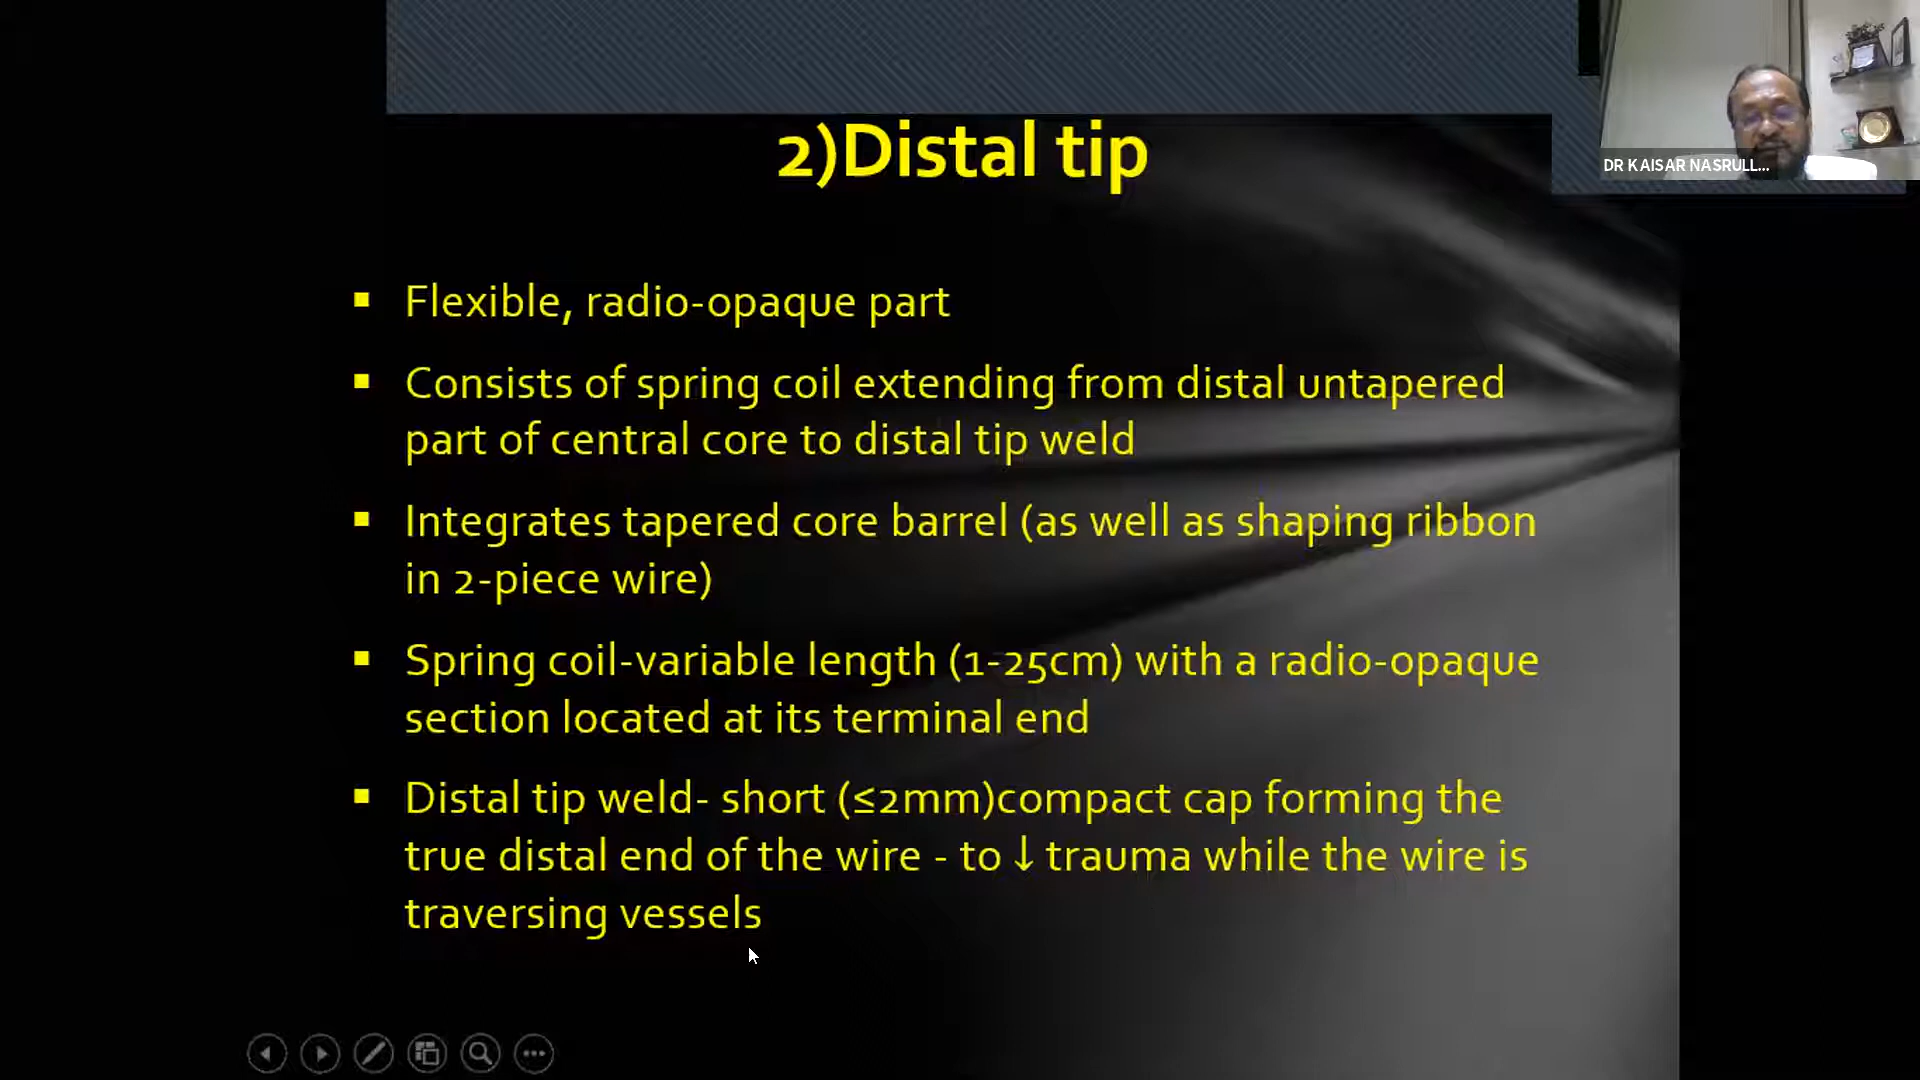 2)Distal tip
DR KAISAR NASRULL...
▪ Flexible, radio-opaque part
▪ Consists of spring coil extending from distal untapered
part of central core to distal tip weld
▪ Integrates tapered core barrel (as well as shaping ribbon
in 2-piece wire)
▪ Spring coil-variable length (1-25cm) with a radio-opaque
section located at its terminal end
▪ Distal tip weld- short (≤2mm)compact cap forming the
true distal end of the wire - to ↓ trauma while the wire is
traversing vessels